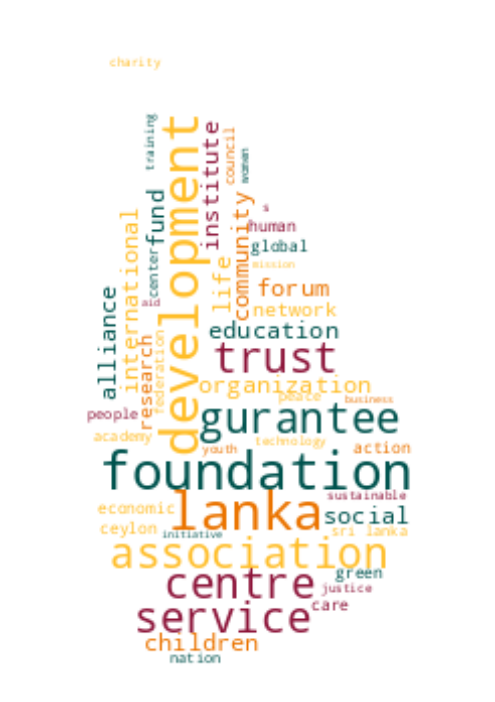 charity
training
development
institute
council
women
s
fund
community
human
international
global
center
life
mission
aid
forum
alliance
network
education
research
federation
trust
organization
peace
business
people
gurantee
academy
youth
technology
action
foundation
lanka
sustainable
economic
social
ceylon
initiative
sri lanka
association
centre
green
justice
service
care
children
nation